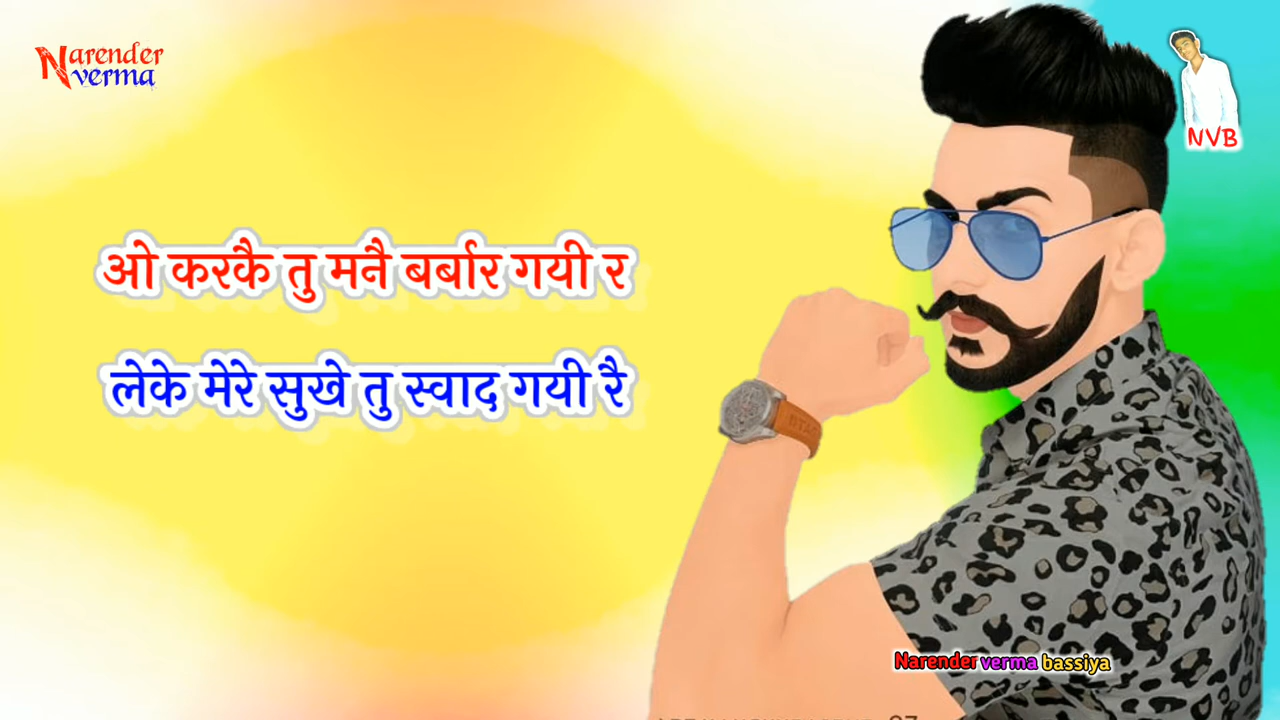 Narender
verma
NVB
ओ करकै तु मनै बर्बार गयी र
लेके मेरे सुखे तु स्वाद गयी रै
Narender verma bassiya